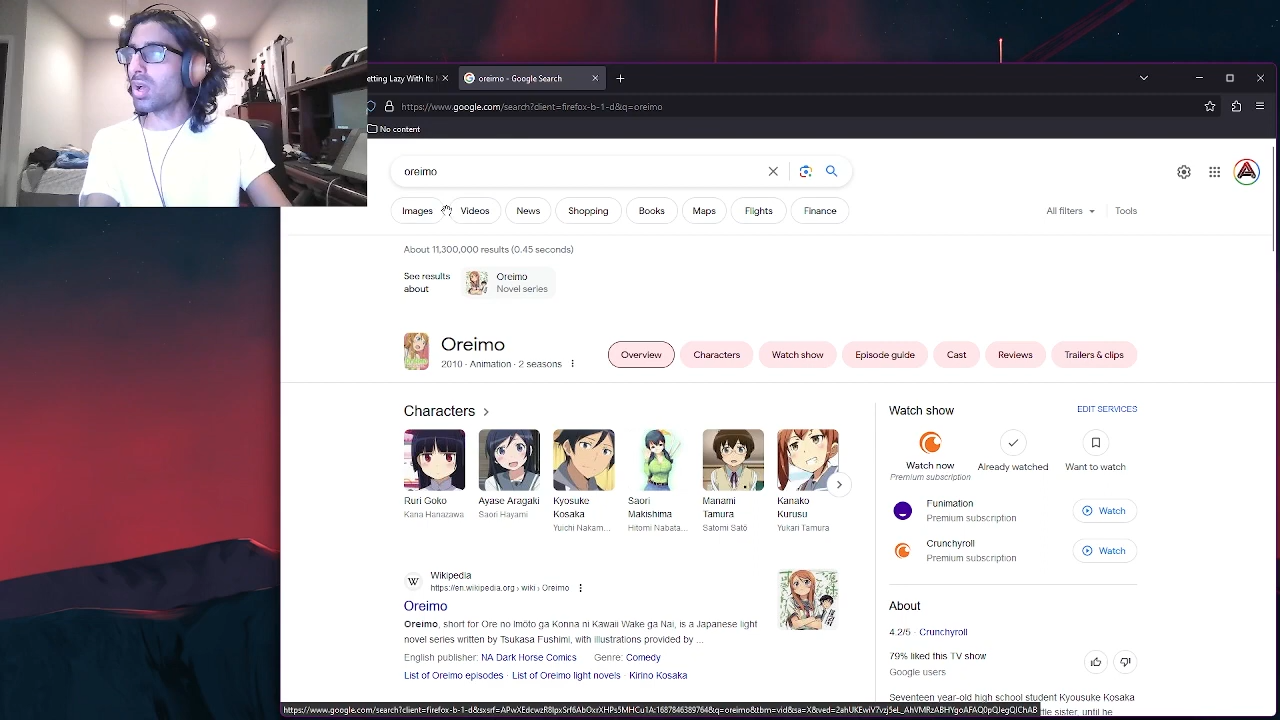 etting Lazy With Its
oreimo - Google Search
https://www.google.com/search?client=firefox-b-1-d&q=oreimo
No content
oreimo
Images
Videos
News
Shopping
Books
Maps
Flights
Finance
All filters
Tools
About 11,300,000 results (0.45 seconds)
See results
about
Oreimo
Novel series
Oreimo
2010 · Animation · 2 seasons
Overview
Characters
Watch show
Episode guide
Cast
Reviews
Trailers & clips
Characters
Ruri Goko
Kana Hanazawa
Ayase Aragaki
Saori Hayami
Kyosuke
Kosaka
Yuichi Nakam...
Saori
Makishima
Hitomi Nabata...
Manami
Tamura
Satomi Satō
Kanako
Kurusu
Yukari Tamura
Watch show
EDIT SERVICES
Watch now
Premium subscription
Already watched
Want to watch
Funimation
Premium subscription
Watch
Crunchyroll
Premium subscription
Watch
W
Wikipedia
https://en.wikipedia.org › wiki › Oreimo
Oreimo
Oreimo, short for Ore no Imōto ga Konna ni Kawaii Wake ga Nai, is a Japanese light
novel series written by Tsukasa Fushimi, with illustrations provided by ...
English publisher: NA Dark Horse Comics
Genre: Comedy
List of Oreimo episodes · List of Oreimo light novels · Kirino Kosaka
About
4.2/5 · Crunchyroll
79% liked this TV show
Google users
Seventeen year-old high school student Kyousuke Kosaka